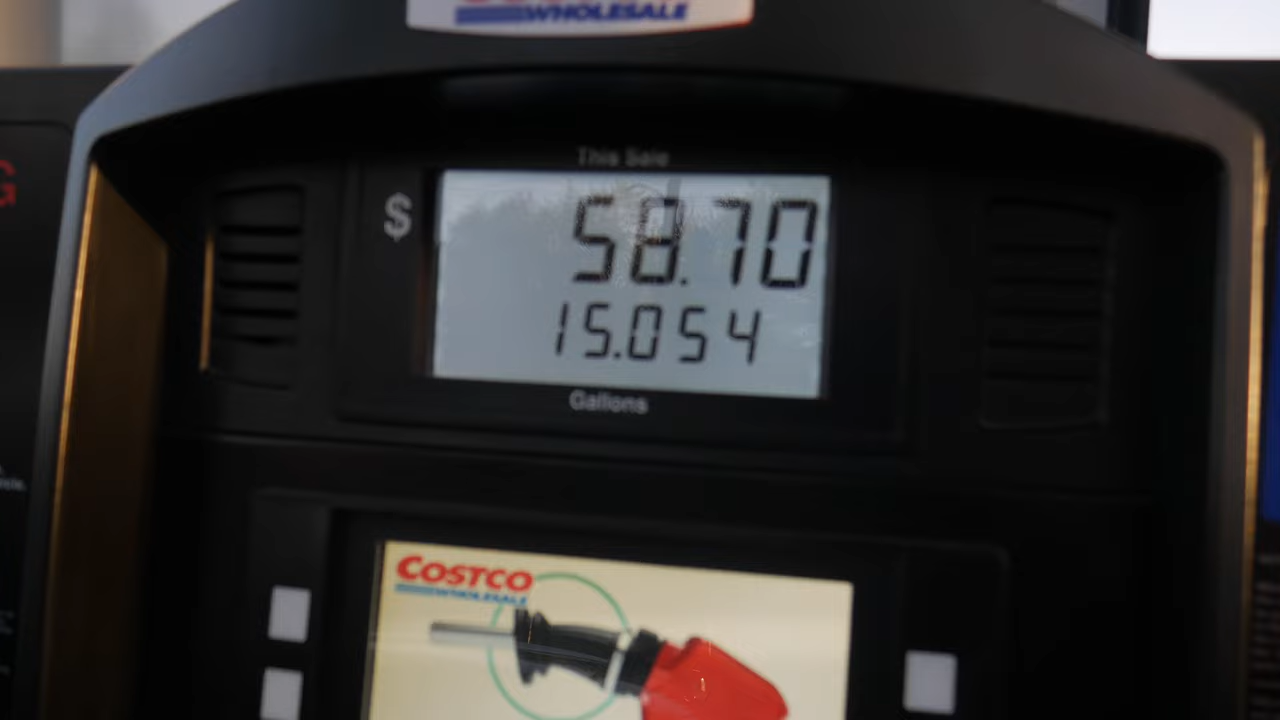 WHOLESALE
G
This Sale
$
58.70
15.054
Gallons
COSTCO
WHOLESALE